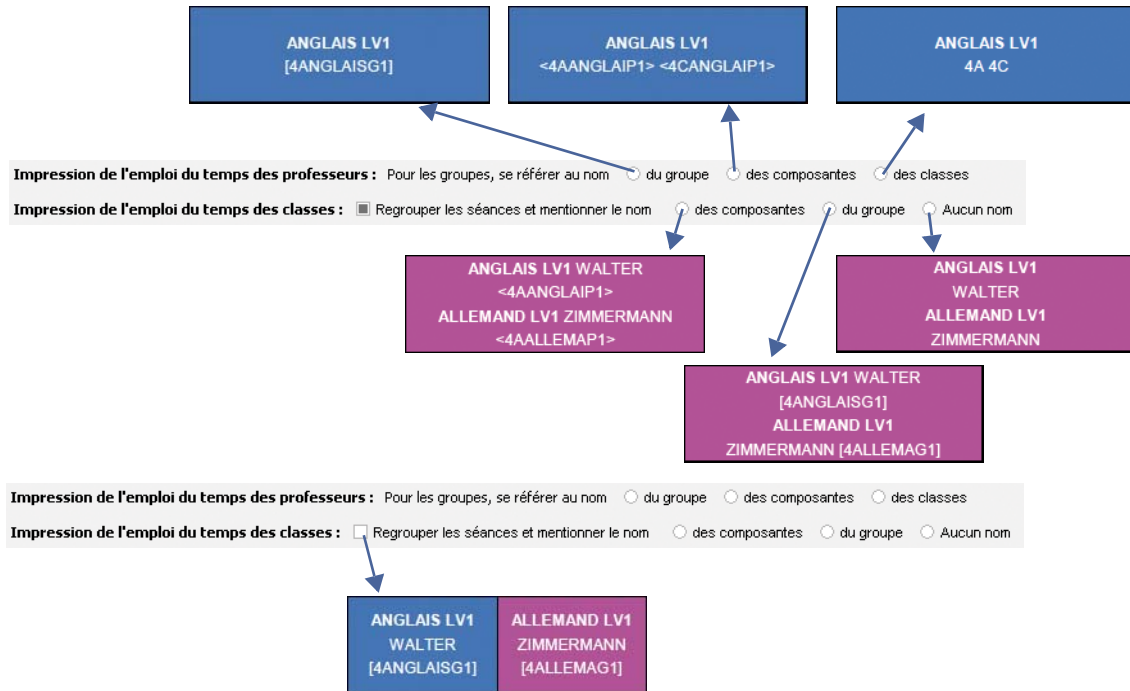 ANGLAIS LV1
[4ANGLAISG1]
ANGLAIS LV1
<4AANGLAIP1> <4CANGLAIP1>
ANGLAIS LV1
4A 4C
Impression de l'emploi du temps des professeurs : Pour les groupes, se référer au nom du groupe des composantes des classes
Impression de l'emploi du temps des classes : Regrouper les séances et mentionner le nom des composantes du groupe Aucun nom
ANGLAIS LV1 WALTER
<4AANGLAIP1>
ALLEMAND LV1 ZIMMERMANN
<4AALLEMAP1>
ANGLAIS LV1
WALTER
ALLEMAND LV1
ZIMMERMANN
ANGLAIS LV1 WALTER
[4ANGLAISG1]
ALLEMAND LV1
ZIMMERMANN [4ALLEMAG1]
Impression de l'emploi du temps des professeurs : Pour les groupes, se référer au nom du groupe des composantes des classes
Impression de l'emploi du temps des classes : Regrouper les séances et mentionner le nom des composantes du groupe Aucun nom
ANGLAIS LV1
WALTER
[4ANGLAISG1]
ALLEMAND LV1
ZIMMERMANN
[4ALLEMAG1]